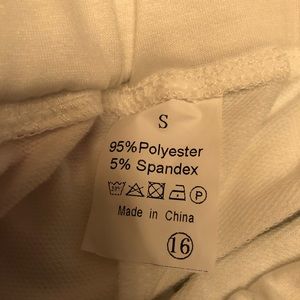 S
95% Polyester
5% Spandex
P
Made in China
16